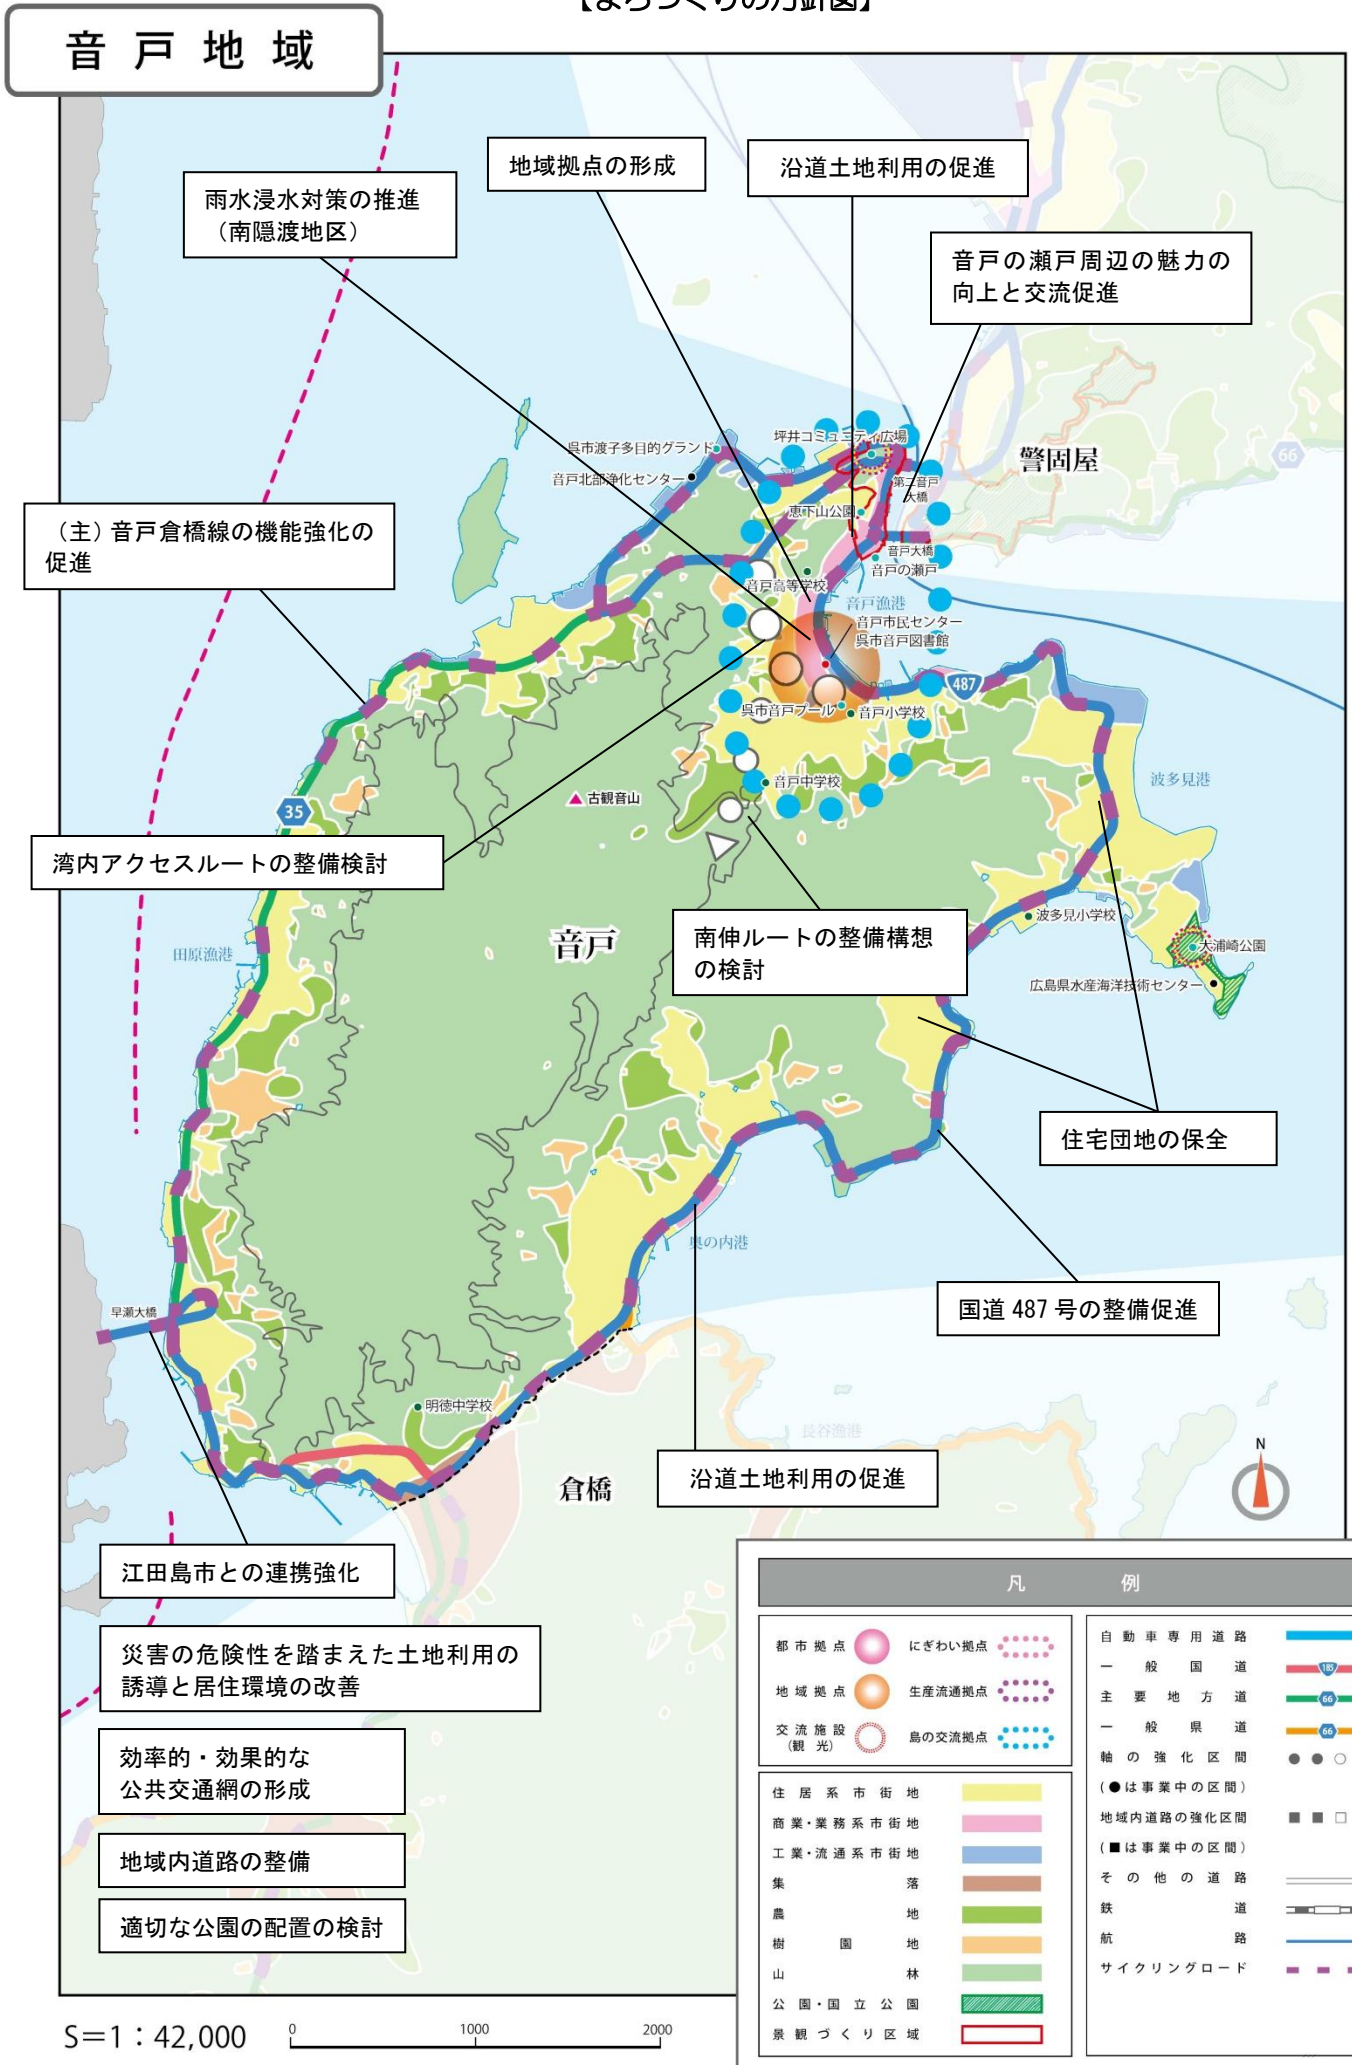 【まちづくりの方針図】
音戸地域
地域拠点の形成
沿道土地利用の促進
雨水浸水対策の推進
（南隠渡地区）
音戸の瀬戸周辺の魅力の
向上と交流促進
呉市渡子多目的グランド
坪井コミュニティ広場
警固屋
66
音戸北部浄化センター
第二音戸
大橋
（主）音戸倉橋線の機能強化の
促進
恵下山公園
音戸大橋
音戸の瀬戸
音戸高等学校
音戸漁港
音戸市民センター
呉市音戸図書館
487
呉市音戸プール
音戸小学校
音戸中学校
波多見港
古観音山
35
湾内アクセスルートの整備検討
南伸ルートの整備構想
の検討
波多見小学校
音戸
大浦崎公園
田原漁港
広島県水産海洋技術センター
住宅団地の保全
奥の内港
国道 487 号の整備促進
早瀬大橋
明徳中学校
長谷漁港
倉橋
沿道土地利用の促進
N
江田島市との連携強化
災害の危険性を踏まえた土地利用の
誘導と居住環境の改善
効率的・効果的な
公共交通網の形成
地域内道路の整備
適切な公園の配置の検討
凡例
都市拠点
にぎわい拠点
地域拠点
生産流通拠点
交流施設
（観光）
島の交流拠点
住居系市街地
商業・業務系市街地
工業・流通系市街地
集落
農地
樹園地
山林
公園・国立公園
景観づくり区域
自動車専用道路
一般国道
185
主要地方道
66
一般県道
66
軸の強化区間
(●は事業中の区間)
地域内道路の強化区間
(■は事業中の区間)
その他の道路
鉄道
航路
サイクリングロード
S＝1：42,000
0
1000
2000